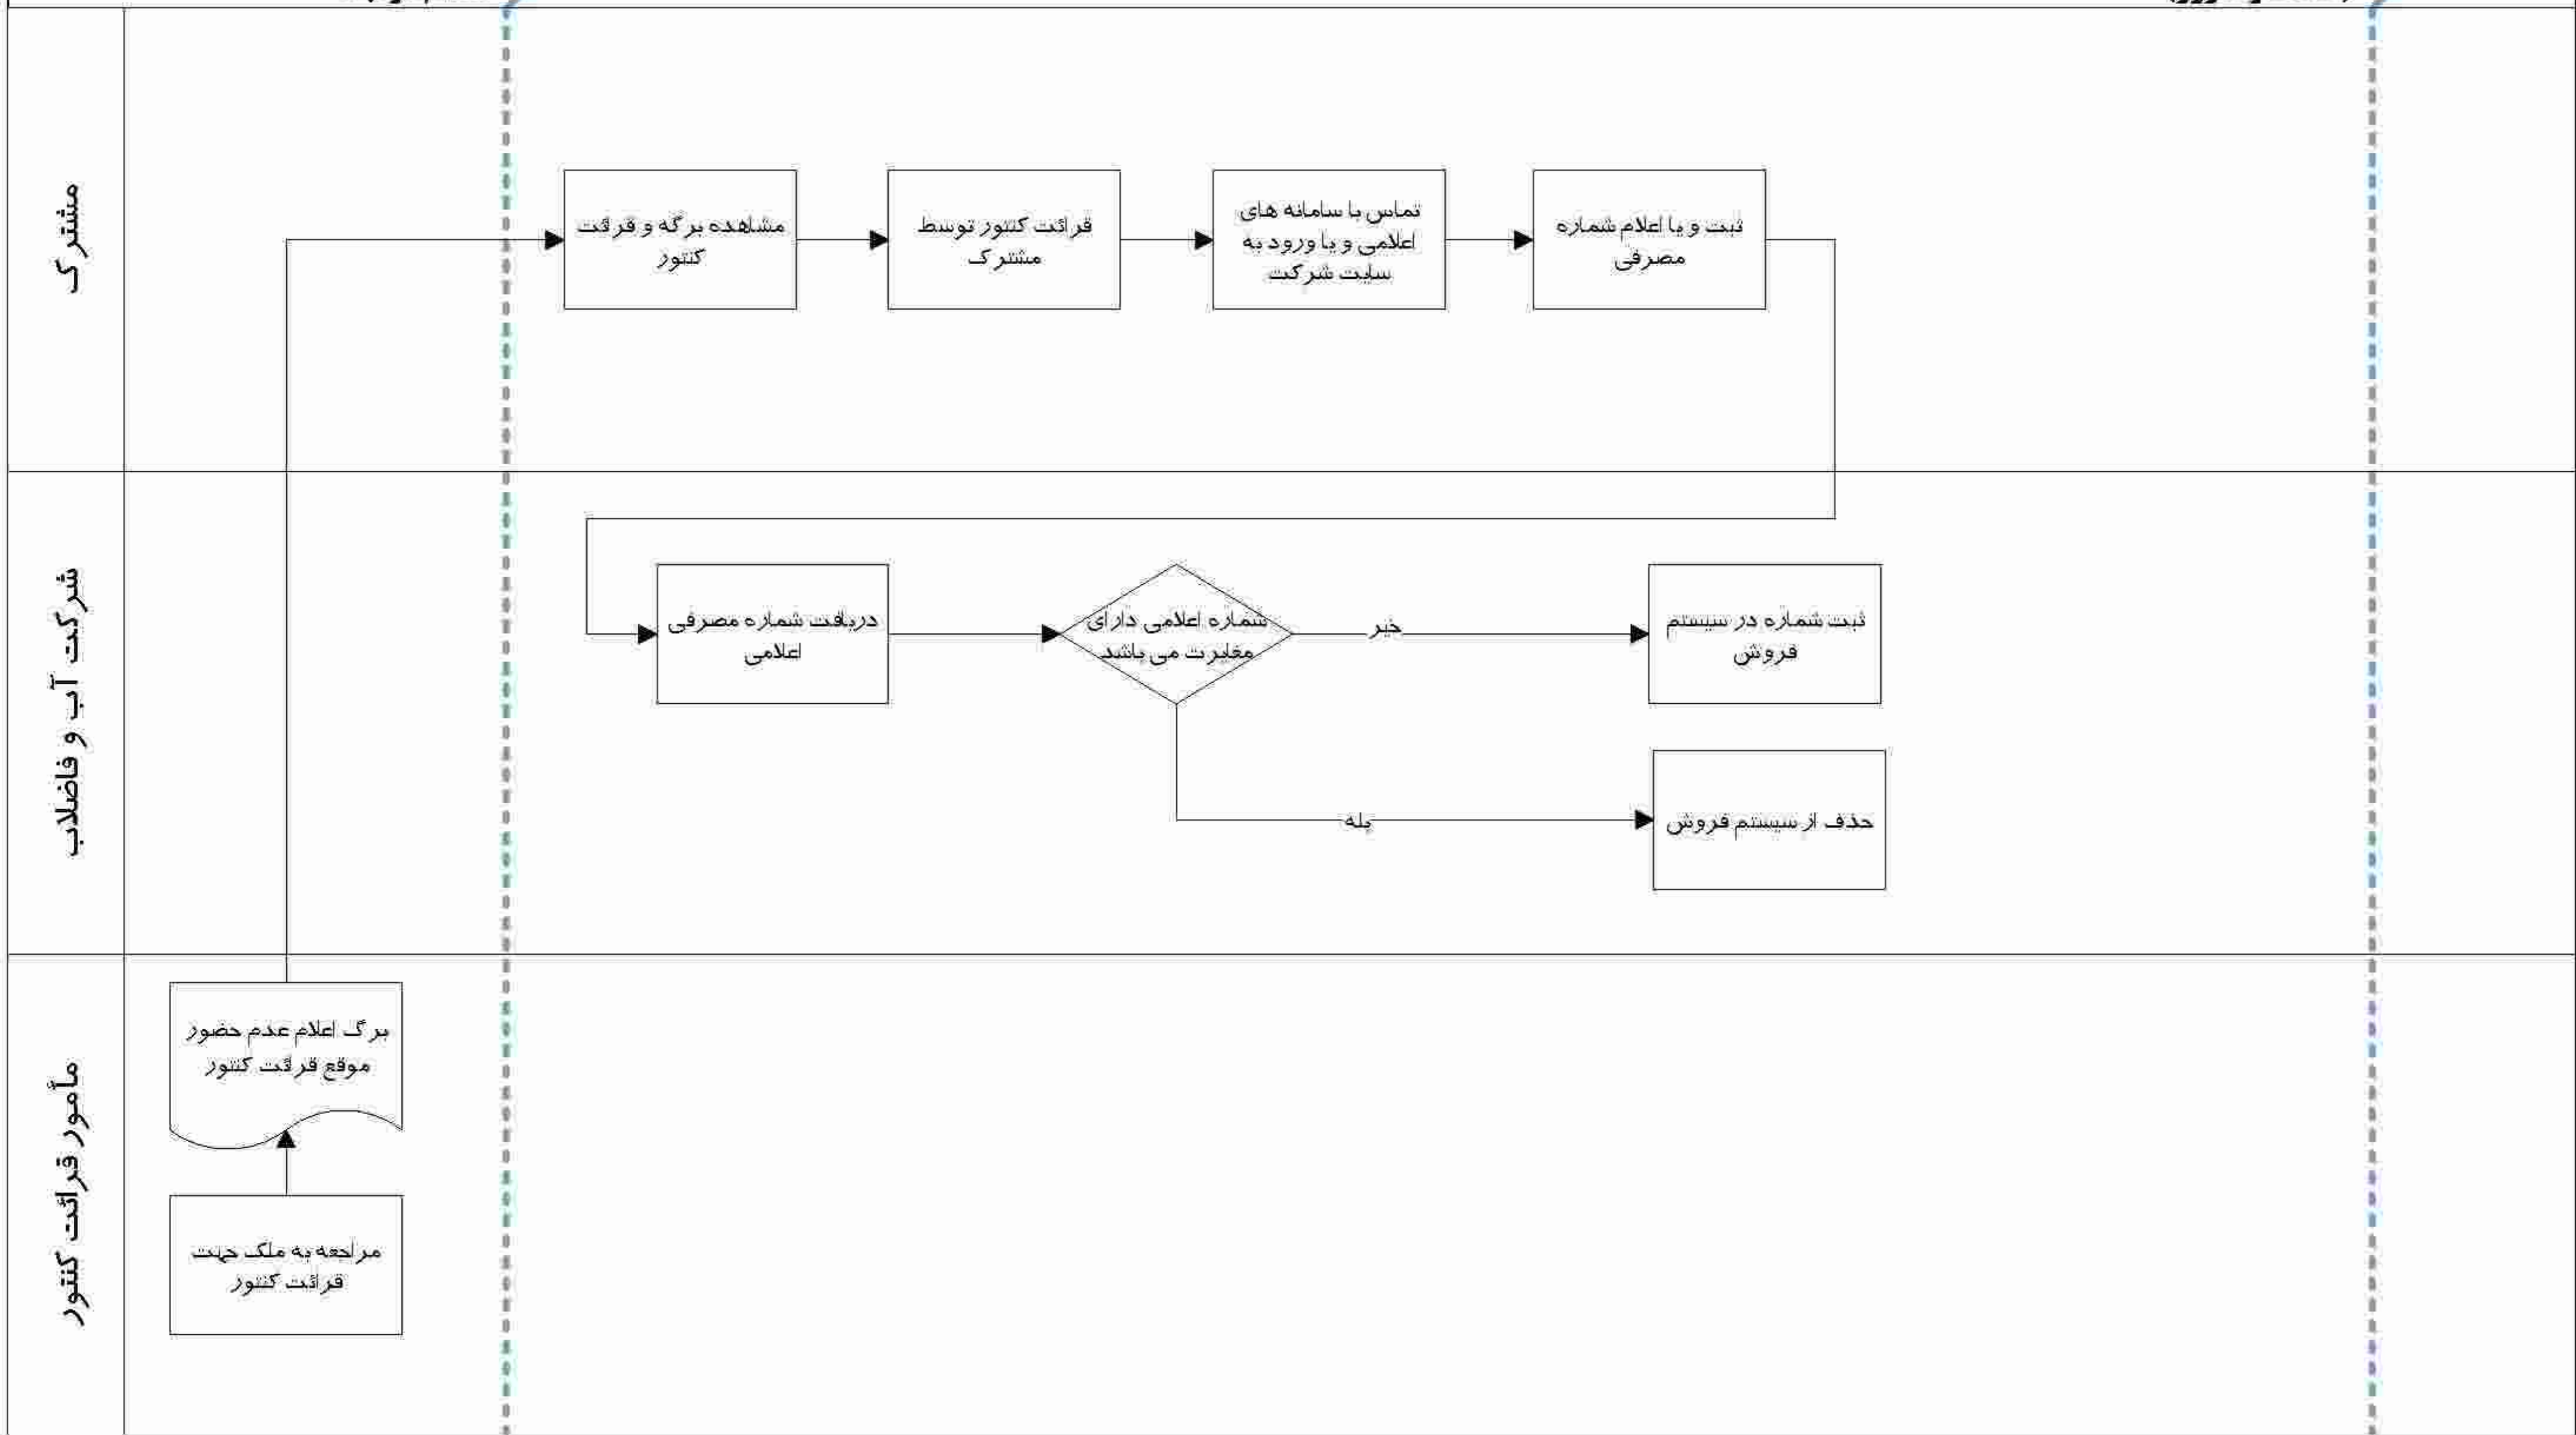 مشترک
مشاهده برگه و قرائت
کنتور
قرائت کنتور توسط
مشترک
تماس با سامانه های
اعلامی و یا ورود به
سایت شرکت
ثبت و یا اعلام شماره
مصرفی
شرکت آب و فاضلاب
دریافت شماره مصرفی
اعلامی
شماره اعلامی دارای
مغایرت می باشد
خیر
ثبت شماره در سیستم
فروش
بله
حذف از سیستم فروش
مأمور قرائت کنتور
برگ اعلام عدم حضور
موقع قرائت کنتور
مراجعه به ملک جهت
قرائت کنتور